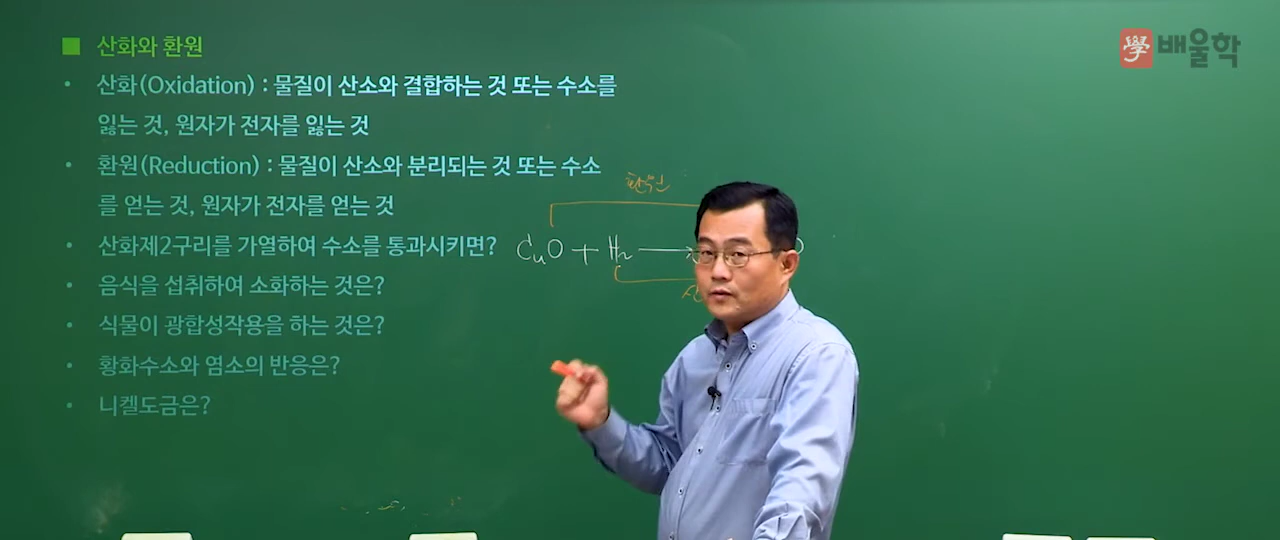 學 배울학
■ 산화와 환원
• 산화(Oxidation) : 물질이 산소와 결합하는 것 또는 수소를
잃는 것, 원자가 전자를 잃는 것
• 환원(Reduction) : 물질이 산소와 분리되는 것 또는 수소
를 얻는 것, 원자가 전자를 얻는 것
환원
• 산화제2구리를 가열하여 수소를 통과시키면?
CuO + H₂ →
• 음식을 섭취하여 소화하는 것은?
• 식물이 광합성작용을 하는 것은?
• 황화수소와 염소의 반응은?
• 니켈도금은?